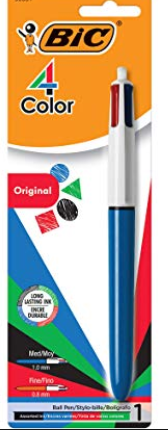 BIC
4
Color
Original
LONG
LASTING INK
ENCRE
DURABLE
Med/Moy
1.0 mm
Fine/Fino
0.8 mm
Ball Pen/Stylo-bille/Bolígrafo
1